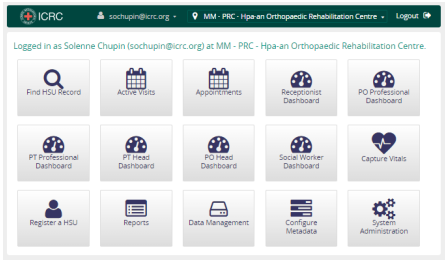 ICRC
sochupin@icrc.org
MM - PRC - Hpa-an Orthopaedic Rehabilitation Centre
Logout
Logged in as Solenne Chupin (sochupin@icrc.org) at MM - PRC - Hpa-an Orthopaedic Rehabilitation Centre.
Find HSU Record
Active Visits
Appointments
Receptionist
Dashboard
PO Professional
Dashboard
PT Professional
Dashboard
PT Head
Dashboard
PO Head
Dashboard
Social Worker
Dashboard
Capture Vitals
Register a HSU
Reports
Data Management
Configure
Metadata
System
Administration